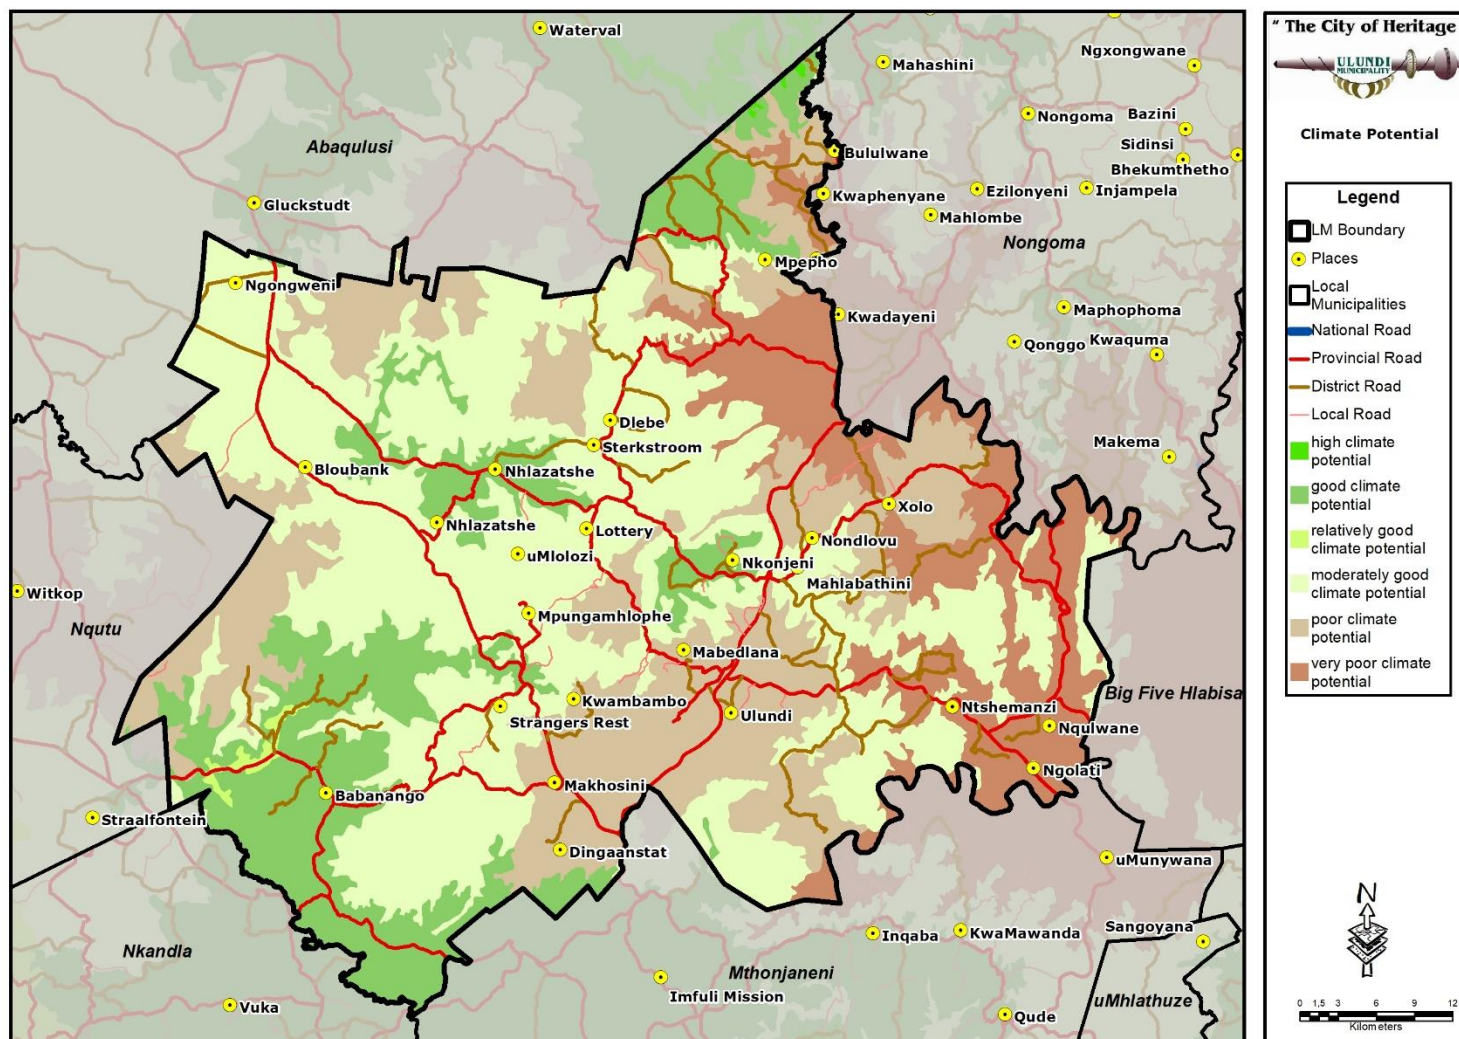 Waterval
Mahashini
Ngxongwane
Nongoma
Bazini
Sidinsi
Bhekumthetho
Abaqulusi
Bululwane
Kwaphenyane
Ezilonyeni
Injampela
Mahlombe
Nongoma
Gluckstudt
Mpepho
Ngongweni
Kwadayeni
Maphophoma
Qonggo
Kwaquma
Dlebe
Sterkstroom
Makema
Bloubank
Nhlazatshe
Xolo
Nhlazatshe
Lottery
Nondlovu
uMlolozi
Nkonjeni
Mahlabathini
Witkop
Nqutu
Mpungamhlophe
Mabedlana
Big Five Hlabisa
Kwambambo
Strangers Rest
Ulundi
Ntshemanzi
Nqulwane
Ngolati
Makhosini
Babanango
Straalfontein
Dingaanstat
uMunywana
Inqaba
KwaMawanda
Sangoyana
Nkandla
Mthonjaneni
Imfuli Mission
uMhlathuze
Vuka
Qude
" The City of Heritage
ULUNDI
MUNICIPALITY
Climate Potential
Legend
LM Boundary
Places
Local
Municipalities
National Road
Provincial Road
District Road
Local Road
high climate
potential
good climate
potential
relatively good
climate potential
moderately good
climate potential
poor climate
potential
very poor climate
potential
N
0 1,5 3 6 9 12
Kilometers